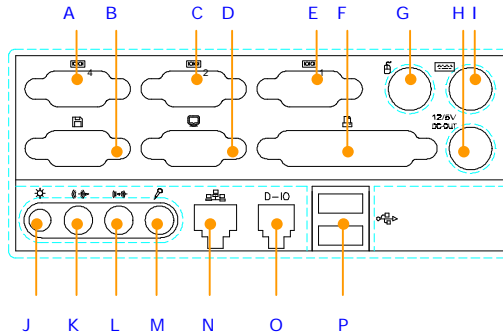 A B C D E F G H I
4 2 1
12/5V
DC-OUT
D-IO
J K L M N O P